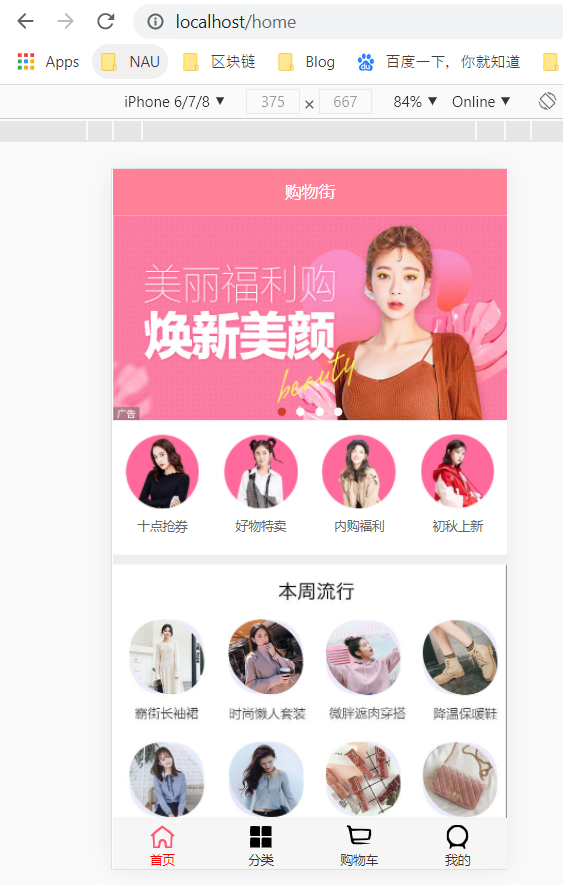 localhost/home
Apps NAU 区块链 Blog 百度一下，你就知道
iPhone 6/7/8 ▼ 375 × 667 84% ▼ Online ▼
购物街
美丽福利购
焕新美颜
beauty
广告
十点抢券 好物特卖 内购福利 初秋上新
本周流行
霸街长袖裙 时尚懒人套装 微胖遮肉穿搭 降温保暖鞋
首页 分类 购物车 我的